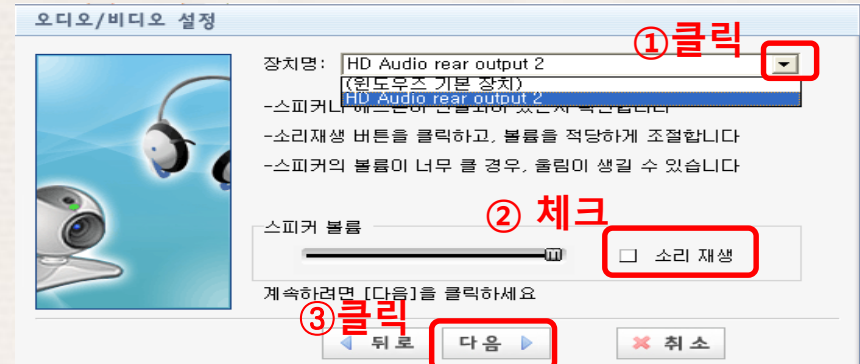 오디오/비디오 설정
①클릭
장치명: HD Audio rear output 2
(윈도우즈 기본 장치)
HD Audio rear output 2
-스피커나
-소리재생 버튼을 클릭하고, 볼륨을 적당하게 조절합니다
-스피커의 볼륨이 너무 클 경우, 울림이 생길 수 있습니다
② 체크
스피커 볼륨
소리 재생
계속하려면 [다음]을 클릭하세요
③클릭
뒤로 다음 취소